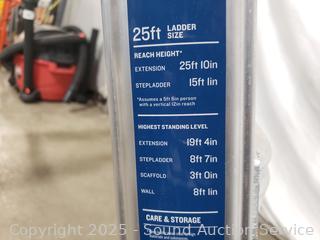 25ft LADDER SIZE
REACH HEIGHT*
EXTENSION 25ft 10in
STEPLADDER 15ft 1in
*Assumes a 5ft 6in person
with a vertical 12in reach
HIGHEST STANDING LEVEL
EXTENSION 19ft 4in
STEPLADDER 8ft 7in
SCAFFOLD 3ft 0in
WALL 8ft 1in
CARE & STORAGE
Copyright 2025 - Sound Auction Service